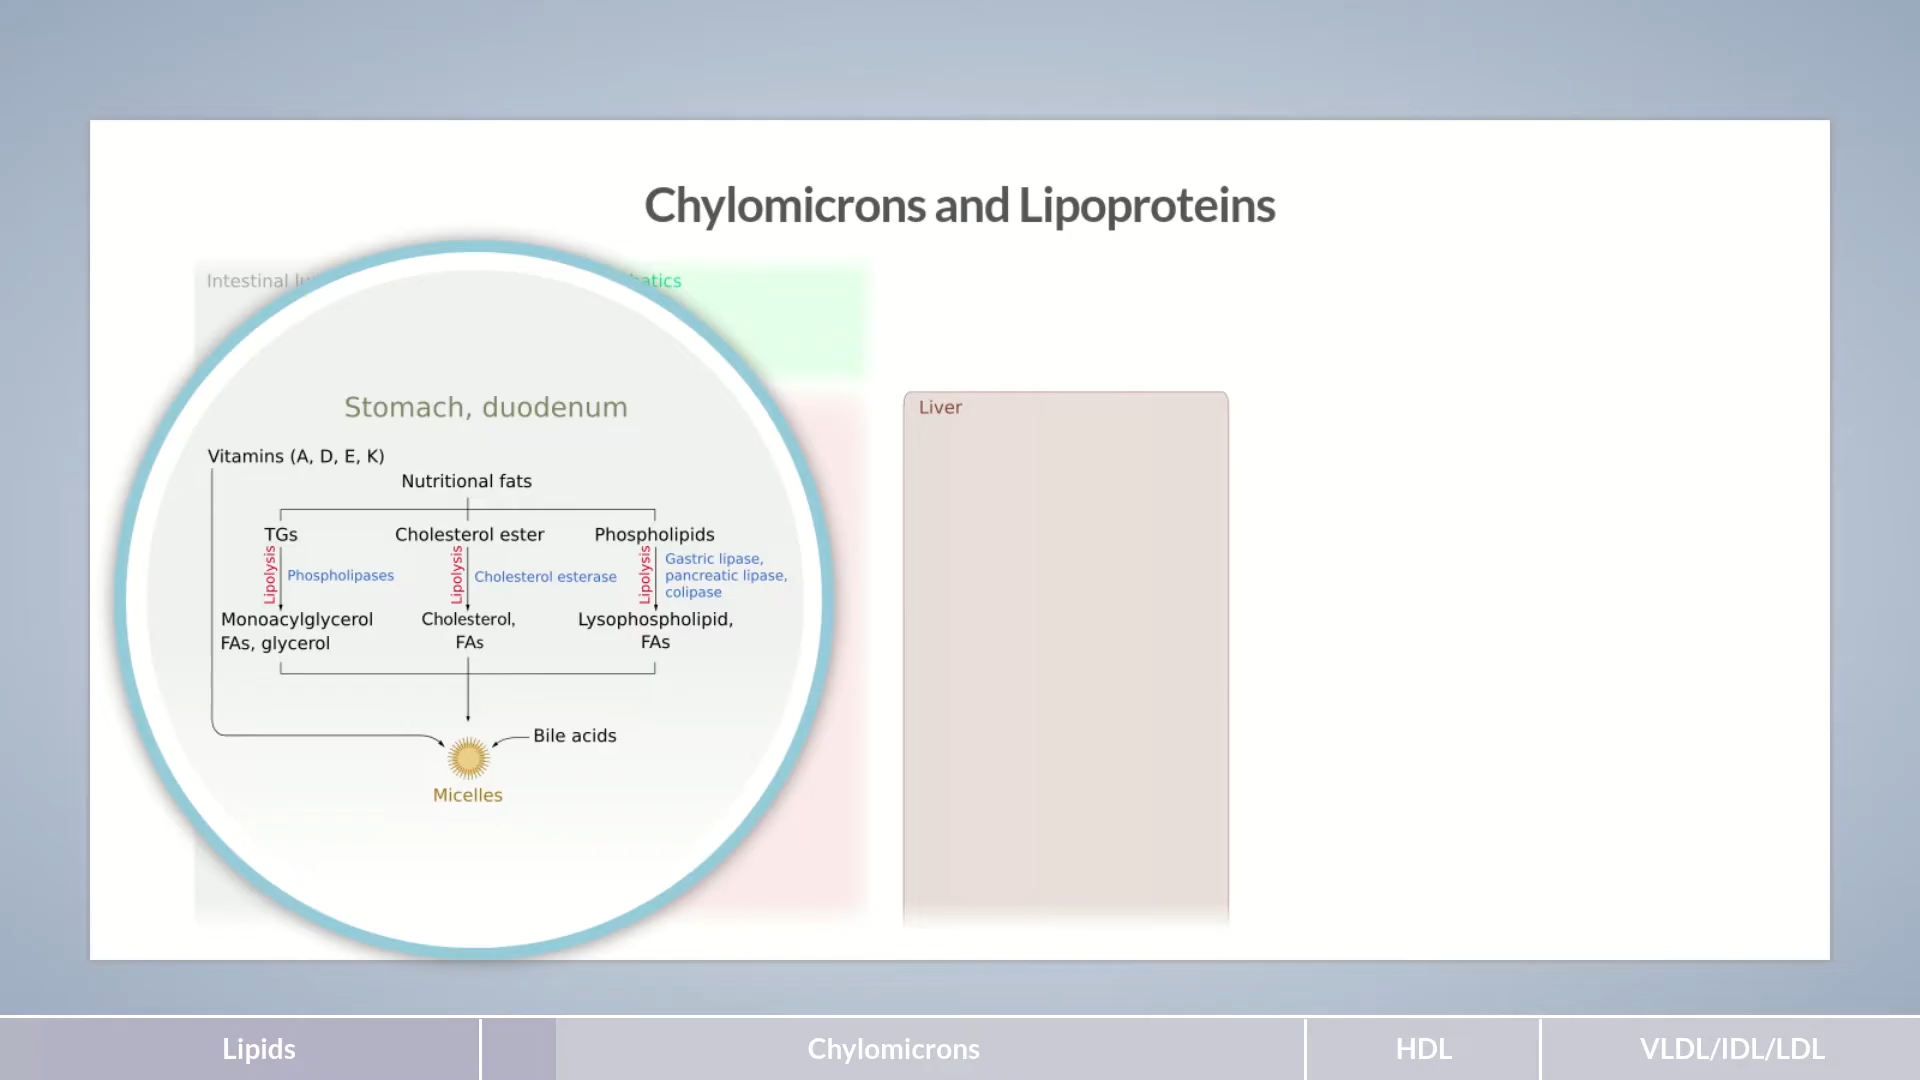 Chylomicrons and Lipoproteins
Intestinal lu
hatics
Stomach, duodenum
Liver
Vitamins (A, D, E, K)
Nutritional fats
TGs
Cholesterol ester
Phospholipids
Lipolysis
Phospholipases
Lipolysis
Cholesterol esterase
Lipolysis
Gastric lipase,
pancreatic lipase,
colipase
Monoacylglycerol
FAs, glycerol
Cholesterol,
FAs
Lysophospholipid,
FAs
Bile acids
Micelles
Lipids
Chylomicrons
HDL
VLDL/IDL/LDL